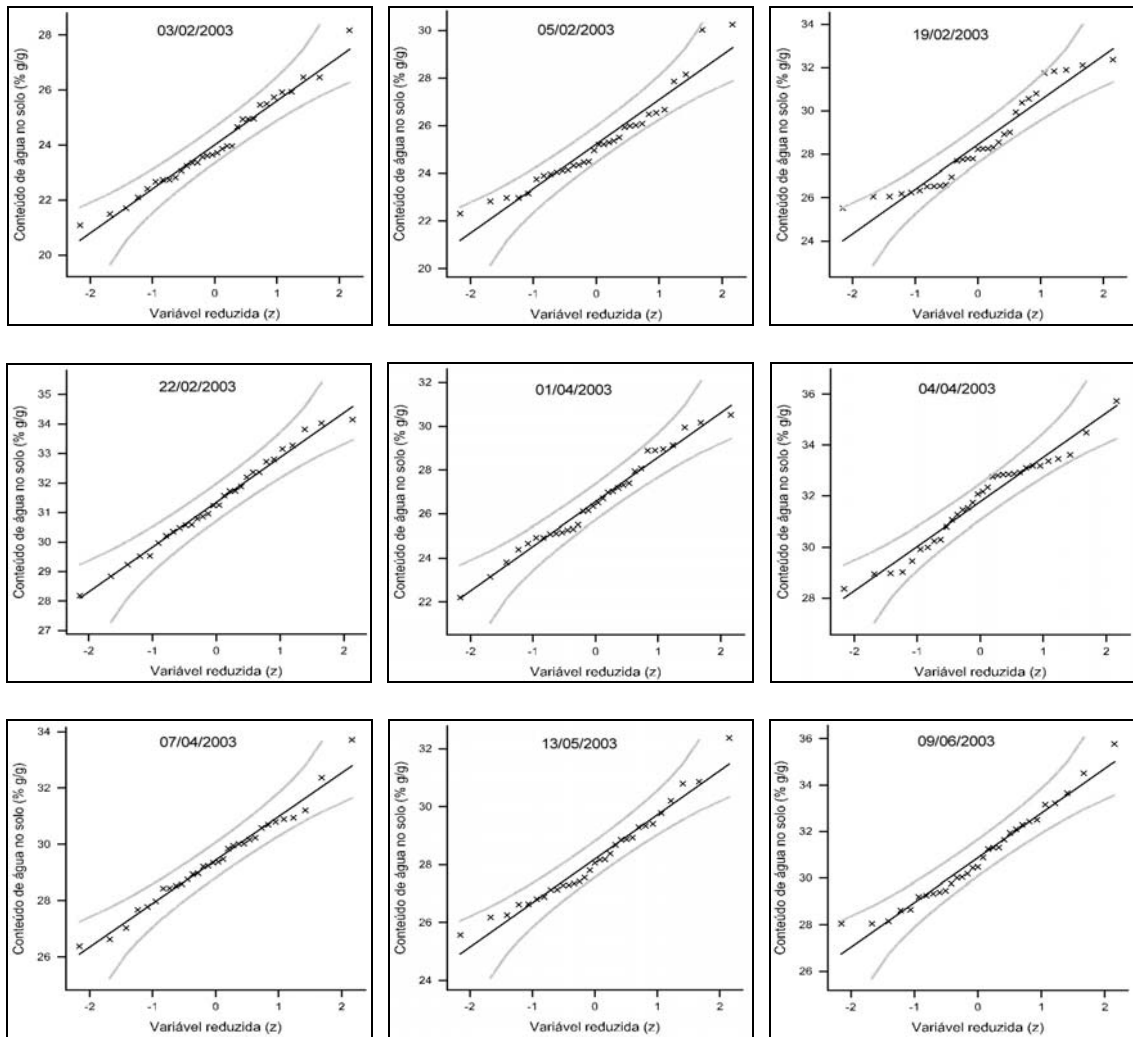 03/02/2003
Conteúdo de água no solo (% g/g)
28
26
24
22
20
-2 -1 0 1 2
Variável reduzida (z)
05/02/2003
Conteúdo de água no solo (% g/g)
30
28
26
24
22
20
-2 -1 0 1 2
Variável reduzida (z)
19/02/2003
Conteúdo de água no solo (% g/g)
34
32
30
28
26
24
-2 -1 0 1 2
Variável reduzida (z)
22/02/2003
Conteúdo de água no solo (% g/g)
35
34
33
32
31
30
29
28
27
-2 -1 0 1 2
Variável reduzida (z)
01/04/2003
Conteúdo de água no solo (% g/g)
32
30
28
26
24
22
-2 -1 0 1 2
Variável reduzida (z)
04/04/2003
Conteúdo de água no solo (% g/g)
36
34
32
30
28
-2 -1 0 1 2
Variável reduzida (z)
07/04/2003
Conteúdo de água no solo (% g/g)
34
32
30
28
26
-2 -1 0 1 2
Variável reduzida (z)
13/05/2003
Conteúdo de água no solo (% g/g)
32
30
28
26
24
-2 -1 0 1 2
Variável reduzida (z)
09/06/2003
Conteúdo de água no solo (% g/g)
36
34
32
30
28
26
-2 -1 0 1 2
Variável reduzida (z)